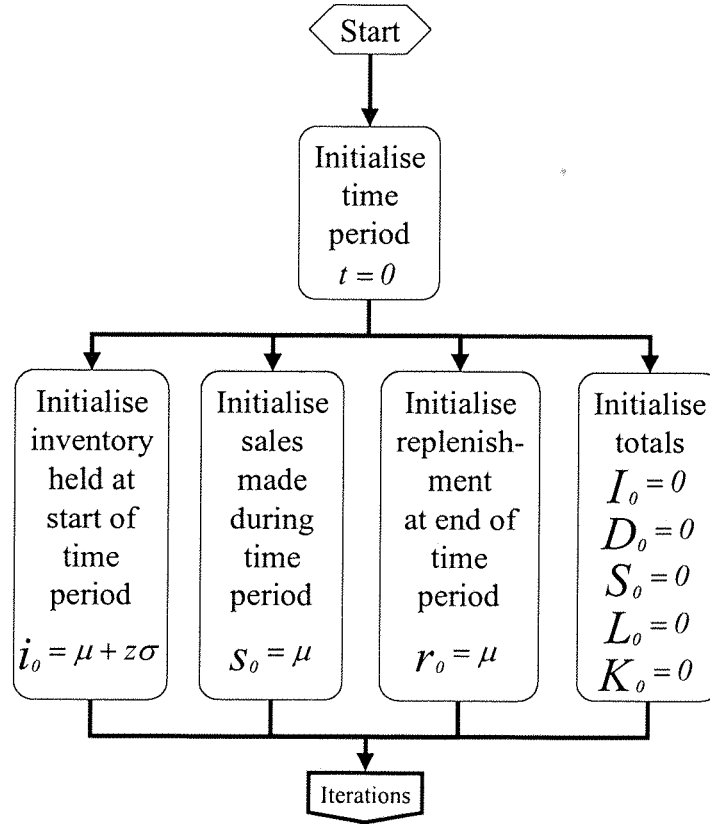 Start
Initialise
time
period
t = 0
Initialise
inventory
held at
start of
time
period
i₀ = μ + zσ
Initialise
sales
made
during
time
period
s₀ = μ
Initialise
replenish-
ment
at end of
time
period
r₀ = μ
Initialise
totals
I₀ = 0
D₀ = 0
S₀ = 0
L₀ = 0
K₀ = 0
Iterations